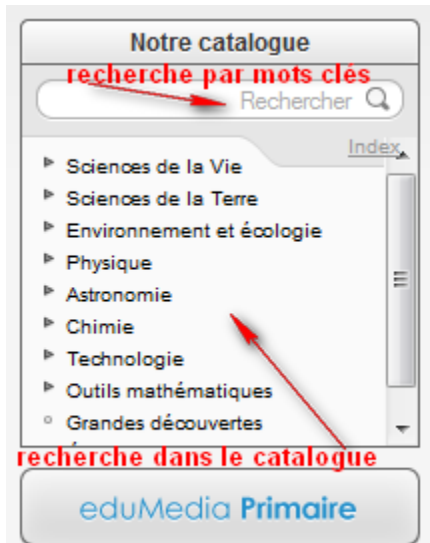 Notre catalogue
recherche par mots clés
Rechercher
Index
Sciences de la Vie
Sciences de la Terre
Environnement et écologie
Physique
Astronomie
Chimie
Technologie
Outils mathématiques
Grandes découvertes
recherche dans le catalogue
eduMedia Primaire